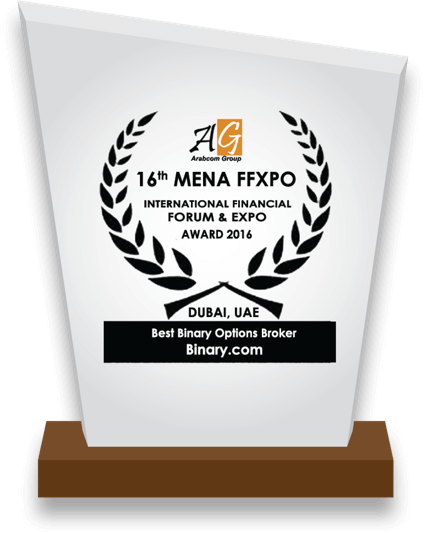 AG
Arabcom Group
16th MENA FFXPO
INTERNATIONAL FINANCIAL
FORUM & EXPO
AWARD 2016
DUBAI, UAE
Best Binary Options Broker
Binary.com